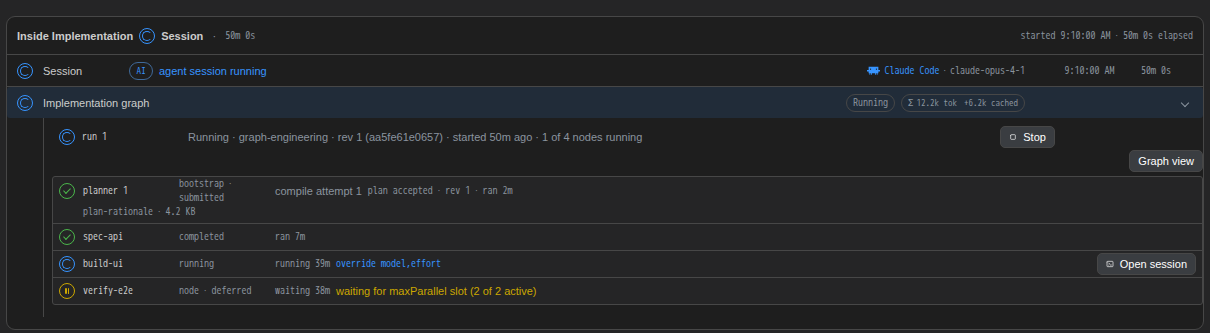 Inside Implementation Session · 50m 0s started 9:10:00 AM · 50m 0s elapsed
Session AI agent session running Claude Code · claude-opus-4-1 9:10:00 AM 50m 0s
Implementation graph Running Σ 12.2k tok +6.2k cached
run 1 Running · graph-engineering · rev 1 (aa5fe61e0657) · started 50m ago · 1 of 4 nodes running Stop
Graph view
planner 1 bootstrap · submitted compile attempt 1 plan accepted · rev 1 · ran 2m
plan-rationale · 4.2 KB
spec-api completed ran 7m
build-ui running running 39m override model,effort Open session
verify-e2e node · deferred waiting 38m waiting for maxParallel slot (2 of 2 active)